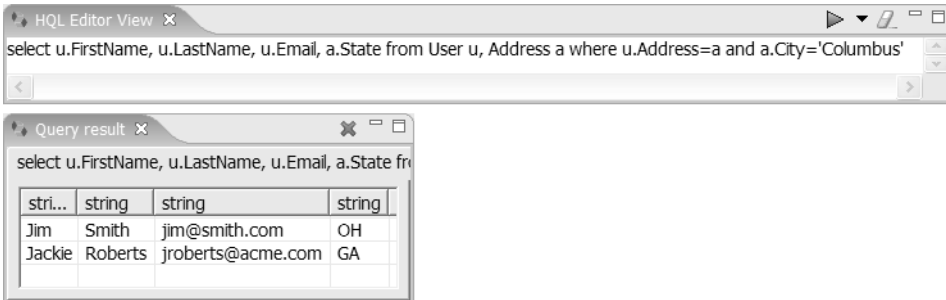 HQL Editor View
select u.FirstName, u.LastName, u.Email, a.State from User u, Address a where u.Address=a and a.City='Columbus'
Query result
select u.FirstName, u.LastName, u.Email, a.State fr
stri... string string string
Jim Smith jim@smith.com OH
Jackie Roberts jroberts@acme.com GA